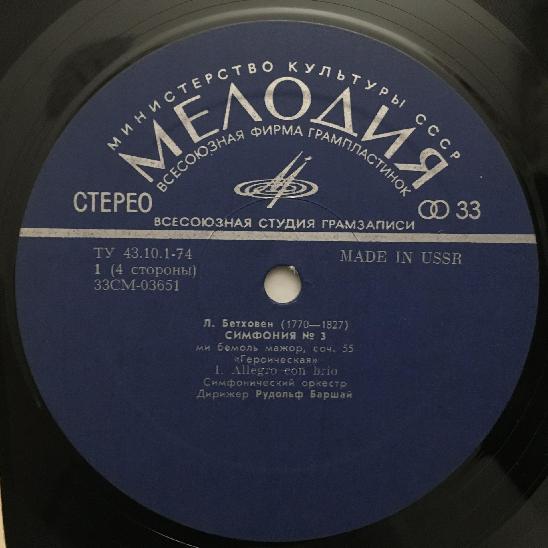 МИНИСТЕРСТВО КУЛЬТУРЫ СССР
МЕЛОДИЯ
ВСЕСОЮЗНАЯ ФИРМА ГРАМПЛАСТИНОК
СТЕРЕО
33
ВСЕСОЮЗНАЯ СТУДИЯ ГРАМЗАПИСИ
ТУ 43.10.1-74
MADE IN USSR
1 (4 стороны)
33СМ-03651
Л. Бетховен (1770—1827)
СИМФОНИЯ № 3
ми бемоль мажор, соч. 55
«Героическая»
1. Allegro con brio
Симфонический оркестр
Дирижер Рудольф Баршай